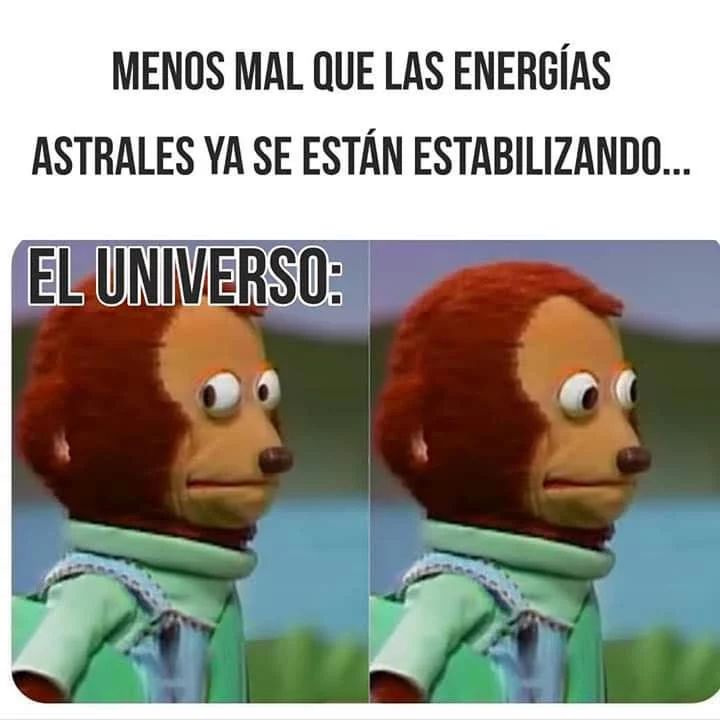 MENOS MAL QUE LAS ENERGÍAS
ASTRALES YA SE ESTÁN ESTABILIZANDO...
EL UNIVERSO: